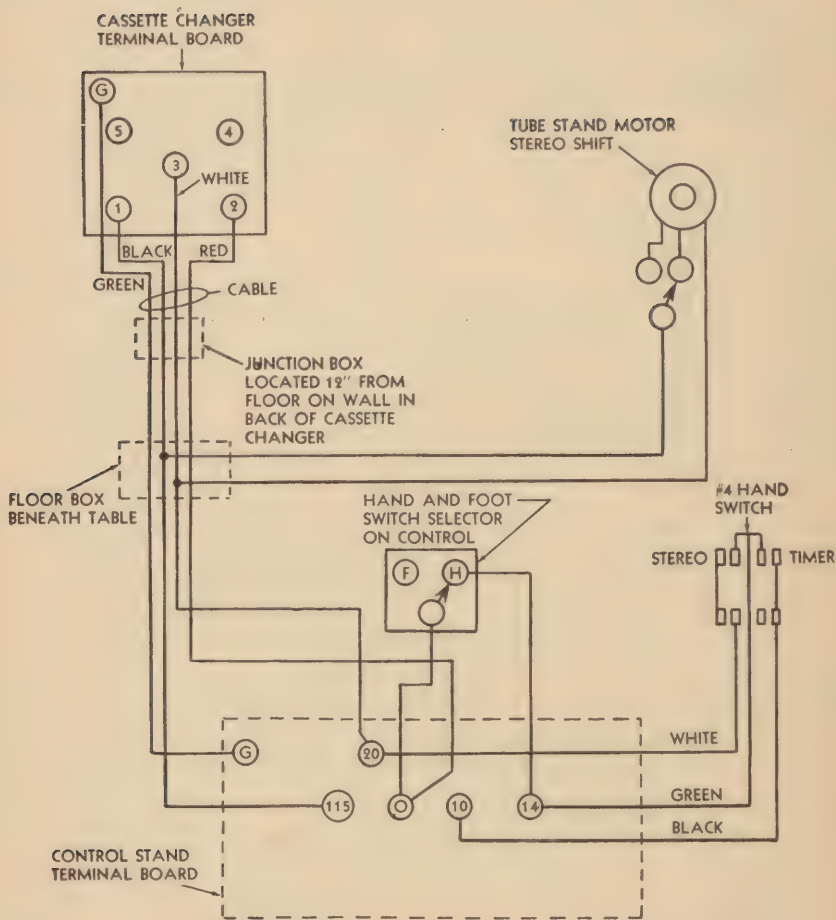 CASSETTE CHANGER
TERMINAL BOARD
G
5
4
3
WHITE
1
2
BLACK
RED
GREEN
CABLE
TUBE STAND MOTOR
STEREO SHIFT
JUNCTION BOX
LOCATED 12" FROM
FLOOR ON WALL IN
BACK OF CASSETTE
CHANGER
FLOOR BOX
BENEATH TABLE
HAND AND FOOT
SWITCH SELECTOR
ON CONTROL
F
H
#4 HAND
SWITCH
STEREO
TIMER
G
20
WHITE
115
O
10
14
GREEN
BLACK
CONTROL STAND
TERMINAL BOARD